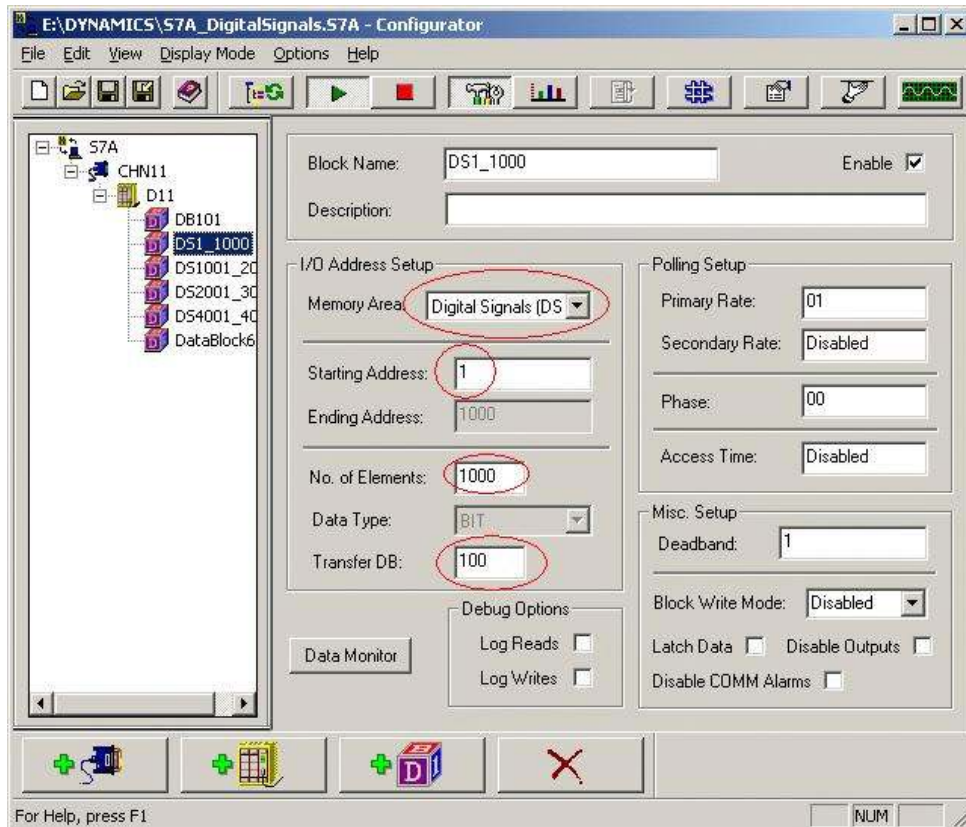 E:\DYNAMICS\S7A_DigitalSignals.S7A - Configurator
File Edit View Display Mode Options Help
S7A
CHN11
D11
DB101
DS1_1000
DS1001_20
DS2001_30
DS4001_40
DataBlock6
Block Name: DS1_1000 Enable
Description:
I/O Address Setup
Memory Area: Digital Signals (DS
Starting Address: 1
Ending Address: 1000
No. of Elements: 1000
Data Type: BIT
Transfer DB: 100
Polling Setup
Primary Rate: 01
Secondary Rate: Disabled
Phase: 00
Access Time: Disabled
Misc. Setup
Deadband: 1
Block Write Mode: Disabled
Latch Data Disable Outputs
Disable COMM Alarms
Data Monitor
Debug Options
Log Reads
Log Writes
For Help, press F1
NUM